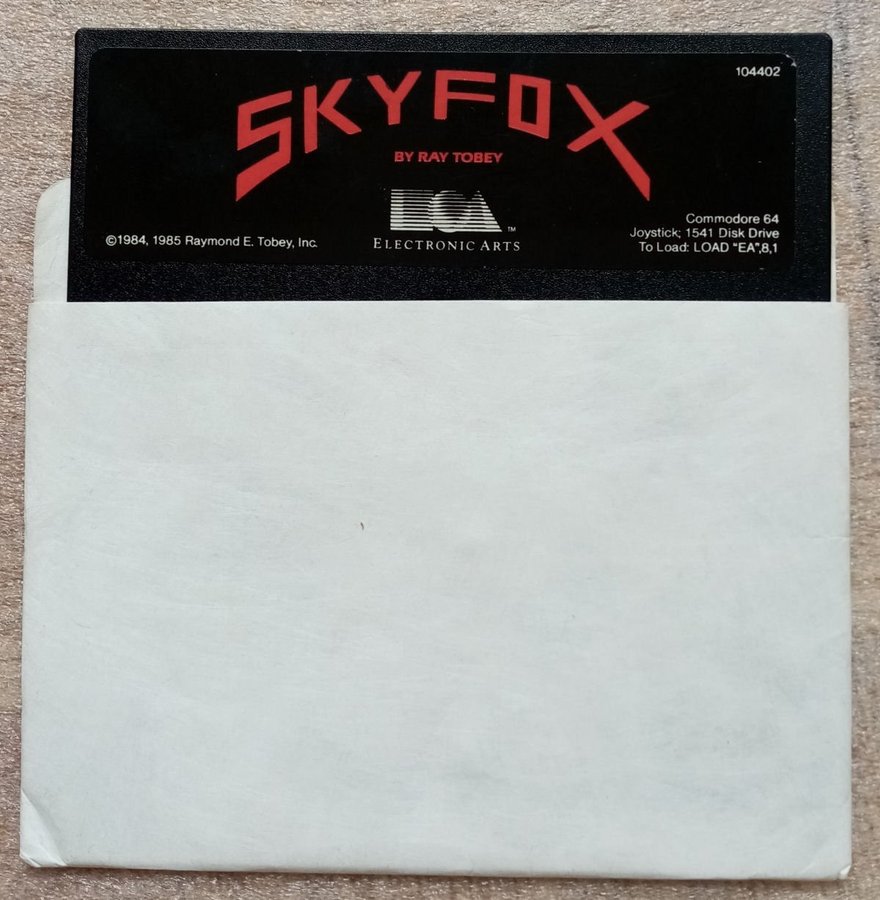 104402
SKYFOX
BY RAY TOBEY
EA™
ELECTRONIC ARTS
©1984, 1985 Raymond E. Tobey, Inc.
Commodore 64
Joystick; 1541 Disk Drive
To Load: LOAD "EA",8,1